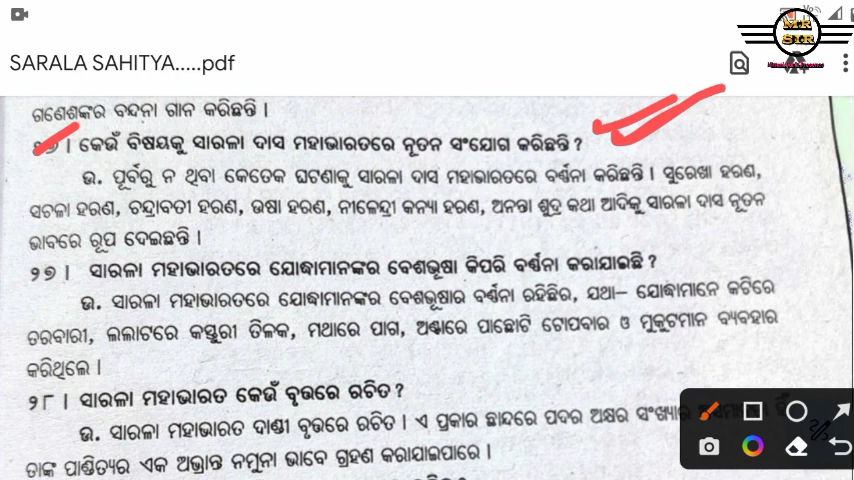 MR
SIR
SARALA SAHITYA.....pdf
ଗଣେଶଙ୍କର ବନ୍ଦନା ଗାନ କରିଛନ୍ତି ।
। କେଉଁ ବିଷୟକୁ ସାରଳା ଦାସ ମହାଭାରତରେ ନୂତନ ସଂଯୋଗ କରିଛନ୍ତି ?
ଉ. ପୂର୍ବରୁ ନ ଥିବା କେତେକ ଘଟଣାକୁ ସାରଳା ଦାସ ମହାଭାରତରେ ବର୍ଣ୍ଣନା କରିଛନ୍ତି । ସୁରେଖା ହରଣ,
ସଚଳା ହରଣ, ଚନ୍ଦ୍ରାବତୀ ହରଣ, ଉଷା ହରଣ, ନୀଳେନ୍ଦ୍ରୀ କନ୍ୟା ହରଣ, ଅନନ୍ତା ଶୁଦ୍ର କଥା ଆଦିକୁ ସାରଳା ଦାସ ନୂତନ
ଭାବରେ ରୂପ ଦେଇଛନ୍ତି ।
୨୭ । ସାରଳା ମହାଭାରତରେ ଯୋଦ୍ଧାମାନଙ୍କର ବେଶଭୂଷା କିପରି ବର୍ଣ୍ଣନା କରାଯାଇଛି ?
ଉ. ସାରଳା ମହାଭାରତରେ ଯୋଦ୍ଧାମାନଙ୍କର ବେଶଭୂଷାର ବର୍ଣ୍ଣନା ରହିଛିର, ଯଥା– ଯୋଦ୍ଧାମାନେ କଟିରେ
ତରବାରୀ, ଲଲାଟରେ କସ୍ତୁରୀ ତିଳକ, ମଥାରେ ପାଗ, ଅଣ୍ଟାରେ ପାଛୋଟି ଟୋପବାର ଓ ମୁକୁଟମାନ ବ୍ୟବହାର
କରିଥିଲେ ।
୨୮ । ସାରଳା ମହାଭାରତ କେଉଁ ବୃତ୍ତରେ ରଚିତ ?
ଉ. ସାରଳା ମହାଭାରତ ଦାଣ୍ଡୀ ବୃତ୍ତରେ ରଚିତ । ଏ ପ୍ରକାର ଛାନ୍ଦରେ ପଦର ଅକ୍ଷର ସଂଖ୍ୟାର
ତାଙ୍କ ପାଣ୍ଡିତ୍ୟର ଏକ ଅଭ୍ରାନ୍ତ ନମୁନା ଭାବେ ଗ୍ରହଣ କରାଯାଇପାରେ ।